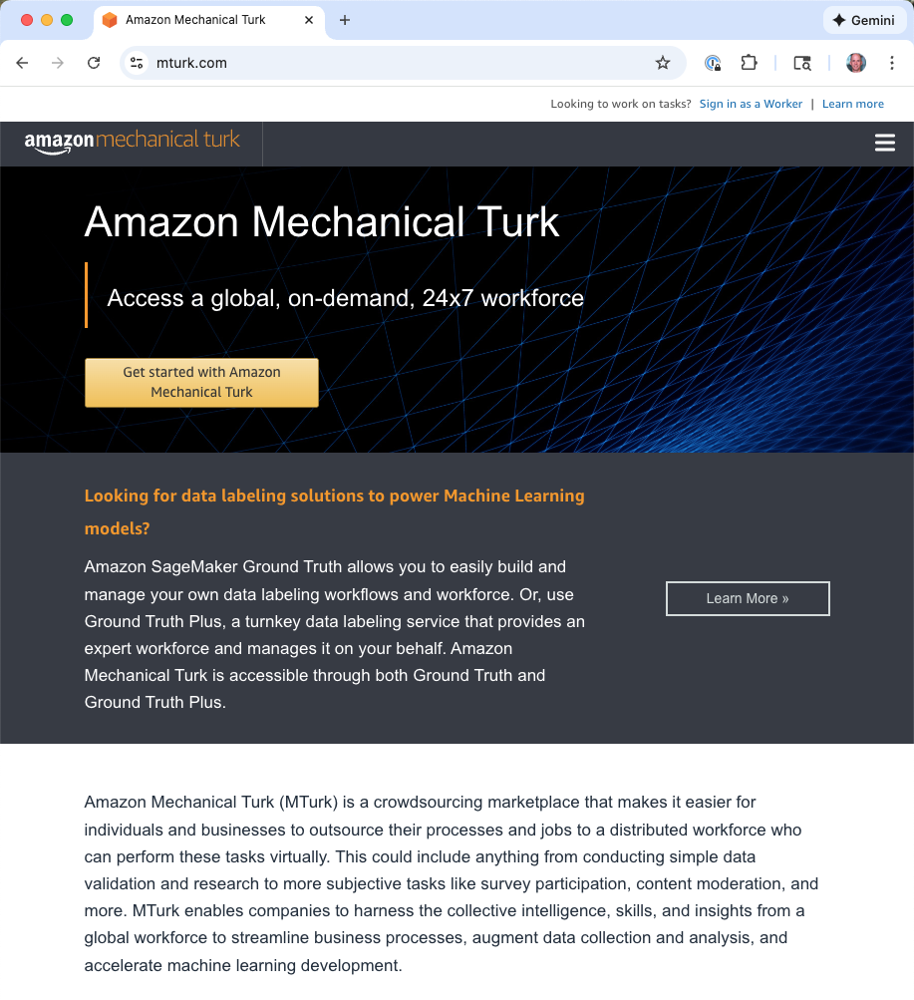 Amazon Mechanical Turk
Gemini
mturk.com
Looking to work on tasks? Sign in as a Worker | Learn more
amazon mechanical turk
Amazon Mechanical Turk
Access a global, on-demand, 24x7 workforce
Get started with Amazon
Mechanical Turk
Looking for data labeling solutions to power Machine Learning
models?
Amazon SageMaker Ground Truth allows you to easily build and
manage your own data labeling workflows and workforce. Or, use
Ground Truth Plus, a turnkey data labeling service that provides an
expert workforce and manages it on your behalf. Amazon
Mechanical Turk is accessible through both Ground Truth and
Ground Truth Plus.
Learn More »
Amazon Mechanical Turk (MTurk) is a crowdsourcing marketplace that makes it easier for
individuals and businesses to outsource their processes and jobs to a distributed workforce who
can perform these tasks virtually. This could include anything from conducting simple data
validation and research to more subjective tasks like survey participation, content moderation, and
more. MTurk enables companies to harness the collective intelligence, skills, and insights from a
global workforce to streamline business processes, augment data collection and analysis, and
accelerate machine learning development.